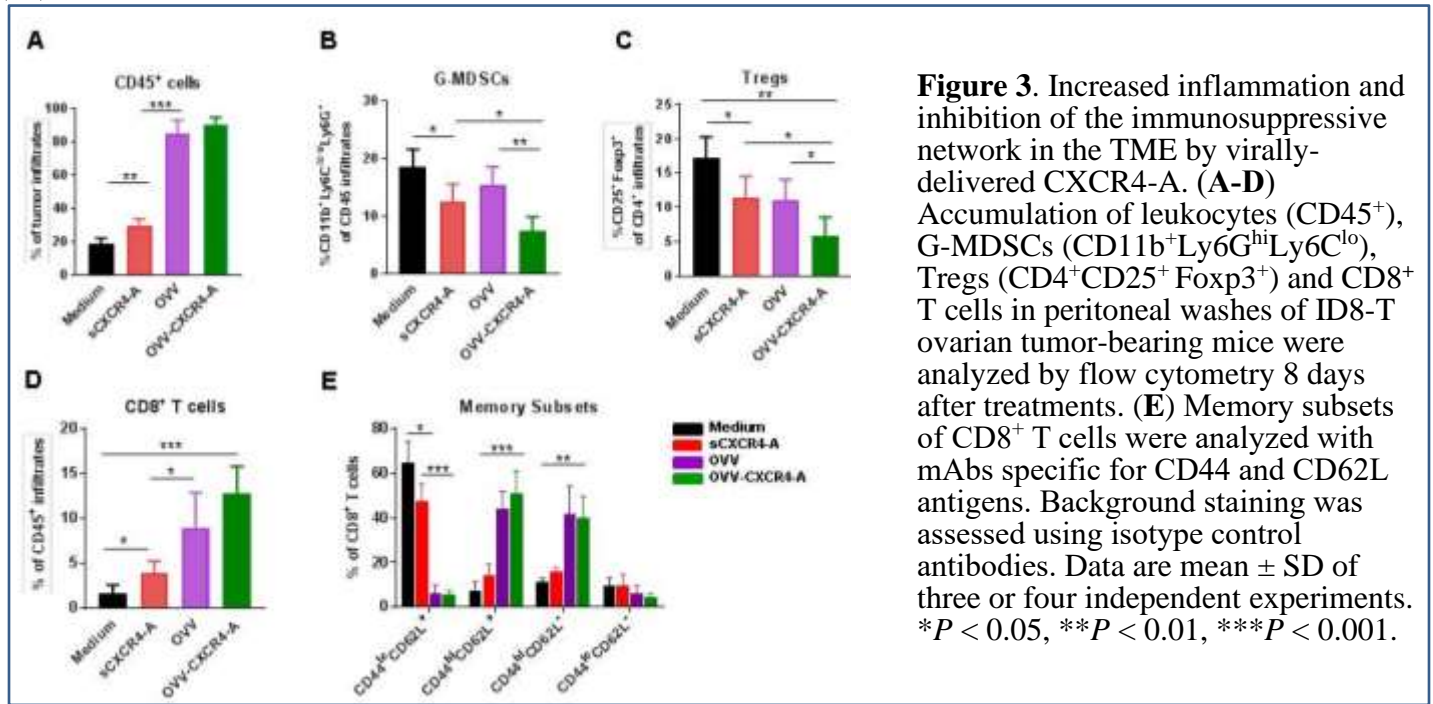 A
CD45⁺ cells
% of tumor infiltrates
100
80
60
40
20
0
***
**
Medium
sCXCR4-A
OVV
OVV-CXCR4-A
B
G-MDSCs
of CD45 infiltrates
30
20
10
0
*
*
**
Medium
sCXCR4-A
OVV
OVV-CXCR4-A
C
Tregs
%CD25⁺ Foxp3⁺
of CD4⁺ infiltrates
25
20
15
10
5
0
**
*
*
*
Medium
sCXCR4-A
OVV
OVV-CXCR4-A
D
CD8⁺ T cells
% of CD45⁺ infiltrates
20
15
10
5
0
***
*
*
Medium
sCXCR4-A
OVV
OVV-CXCR4-A
E
Memory Subsets
% of CD8⁺ T cells
80
60
40
20
0
*
***
***
**
CD44ˡᵒCD62L⁺
CD44ʰⁱCD62L⁺
CD44ʰⁱCD62L⁻
CD44ˡᵒCD62L⁻
Medium
sCXCR4-A
OVV
OVV-CXCR4-A
Figure 3. Increased inflammation and
inhibition of the immunosuppressive
network in the TME by virally-
delivered CXCR4-A. (A-D)
Accumulation of leukocytes (CD45⁺),
G-MDSCs (CD11b⁺Ly6GʰⁱLy6Cˡᵒ),
Tregs (CD4⁺CD25⁺ Foxp3⁺) and CD8⁺
T cells in peritoneal washes of ID8-T
ovarian tumor-bearing mice were
analyzed by flow cytometry 8 days
after treatments. (E) Memory subsets
of CD8⁺ T cells were analyzed with
mAbs specific for CD44 and CD62L
antigens. Background staining was
assessed using isotype control
antibodies. Data are mean ± SD of
three or four independent experiments.
*P < 0.05, **P < 0.01, ***P < 0.001.